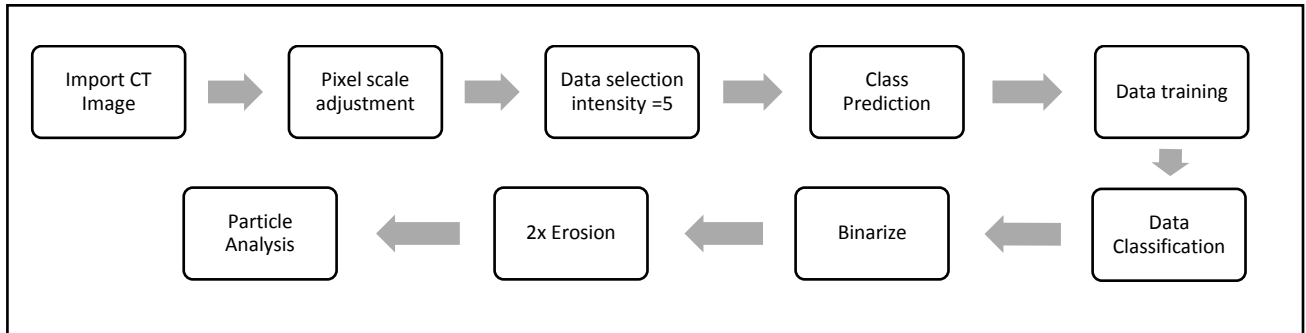 Import CT
Image
Pixel scale
adjustment
Data selection
intensity =5
Class
Prediction
Data training
Data
Classification
Binarize
2x Erosion
Particle
Analysis